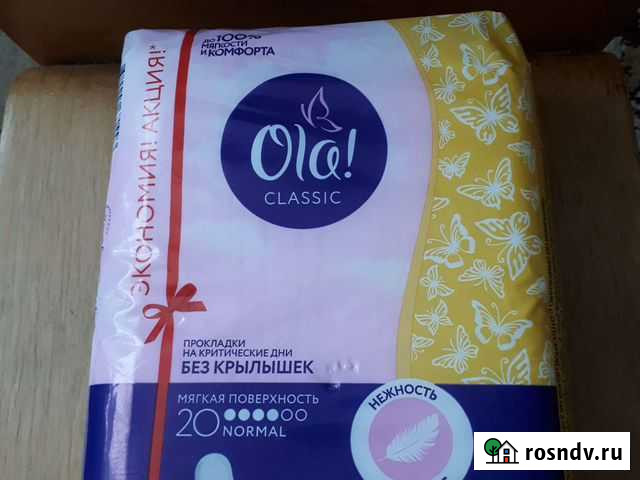 до 100%
мягкости
и комфорта
ЭКОНОМИЯ! АКЦИЯ!*
Ola!
CLASSIC
ПРОКЛАДКИ
НА КРИТИЧЕСКИЕ ДНИ
БЕЗ КРЫЛЫШЕК
МЯГКАЯ ПОВЕРХНОСТЬ
20 NORMAL
НЕЖНОСТЬ
rosndv.ru